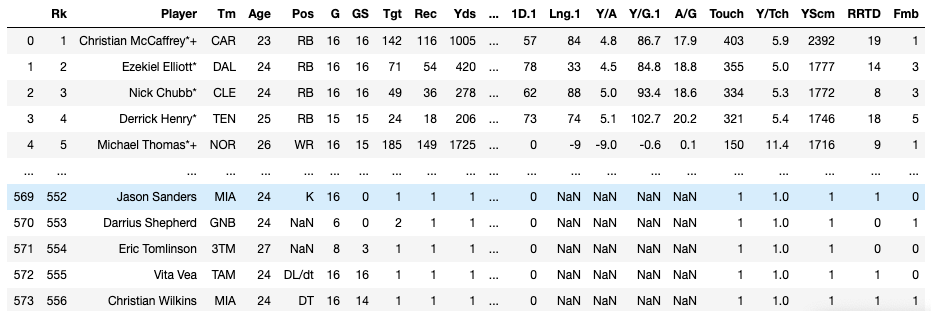 Rk Player Tm Age Pos G GS Tgt Rec Yds ... 1D.1 Lng.1 Y/A Y/G.1 A/G Touch Y/Tch YScm RRTD Fmb
0 1 Christian McCaffrey*+ CAR 23 RB 16 16 142 116 1005 ... 57 84 4.8 86.7 17.9 403 5.9 2392 19 1
1 2 Ezekiel Elliott* DAL 24 RB 16 16 71 54 420 ... 78 33 4.5 84.8 18.8 355 5.0 1777 14 3
2 3 Nick Chubb* CLE 24 RB 16 16 49 36 278 ... 62 88 5.0 93.4 18.6 334 5.3 1772 8 3
3 4 Derrick Henry* TEN 25 RB 15 15 24 18 206 ... 73 74 5.1 102.7 20.2 321 5.4 1746 18 5
4 5 Michael Thomas*+ NOR 26 WR 16 15 185 149 1725 ... 0 -9 -9.0 -0.6 0.1 150 11.4 1716 9 1
... ... ... ... ... ... ... ... ... ... ... ... ... ... ... ... ... ... ... ... ... ...
569 552 Jason Sanders MIA 24 K 16 0 1 1 1 ... 0 NaN NaN NaN NaN 1 1.0 1 1 0
570 553 Darrius Shepherd GNB 24 NaN 6 0 2 1 1 ... 0 NaN NaN NaN NaN 1 1.0 1 0 1
571 554 Eric Tomlinson 3TM 27 NaN 8 3 1 1 1 ... 0 NaN NaN NaN NaN 1 1.0 1 0 0
572 555 Vita Vea TAM 24 DL/dt 16 16 1 1 1 ... 0 NaN NaN NaN NaN 1 1.0 1 1 0
573 556 Christian Wilkins MIA 24 DT 16 14 1 1 1 ... 0 NaN NaN NaN NaN 1 1.0 1 1 1